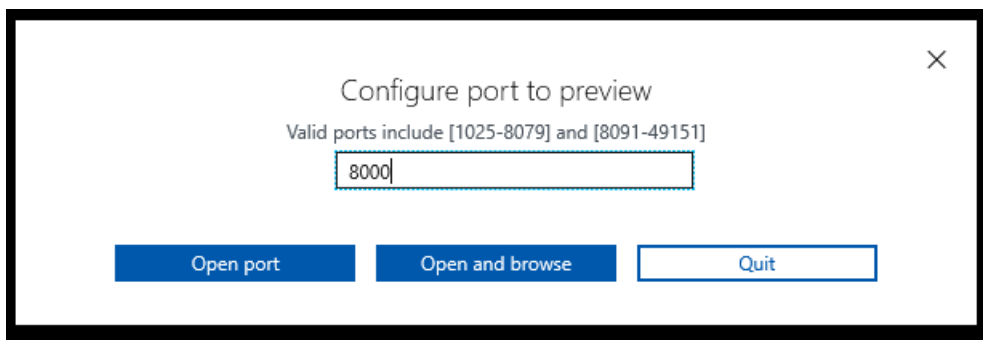 Configure port to preview
Valid ports include [1025-8079] and [8091-49151]
8000
Open port
Open and browse
Quit